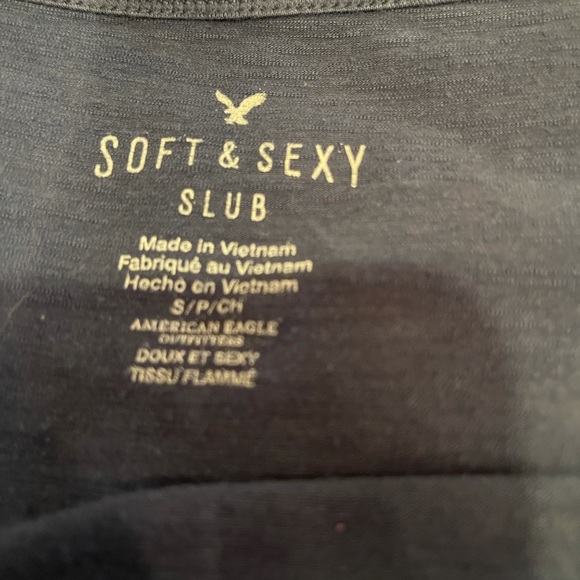 SOFT & SEXY
SLUB
Made in Vietnam
Fabriqué au Vietnam
Hecho en Vietnam
S/P/CH
AMERICAN EAGLE
OUTFITTERS
DOUX ET SEXY
TISSU FLAMMÉ